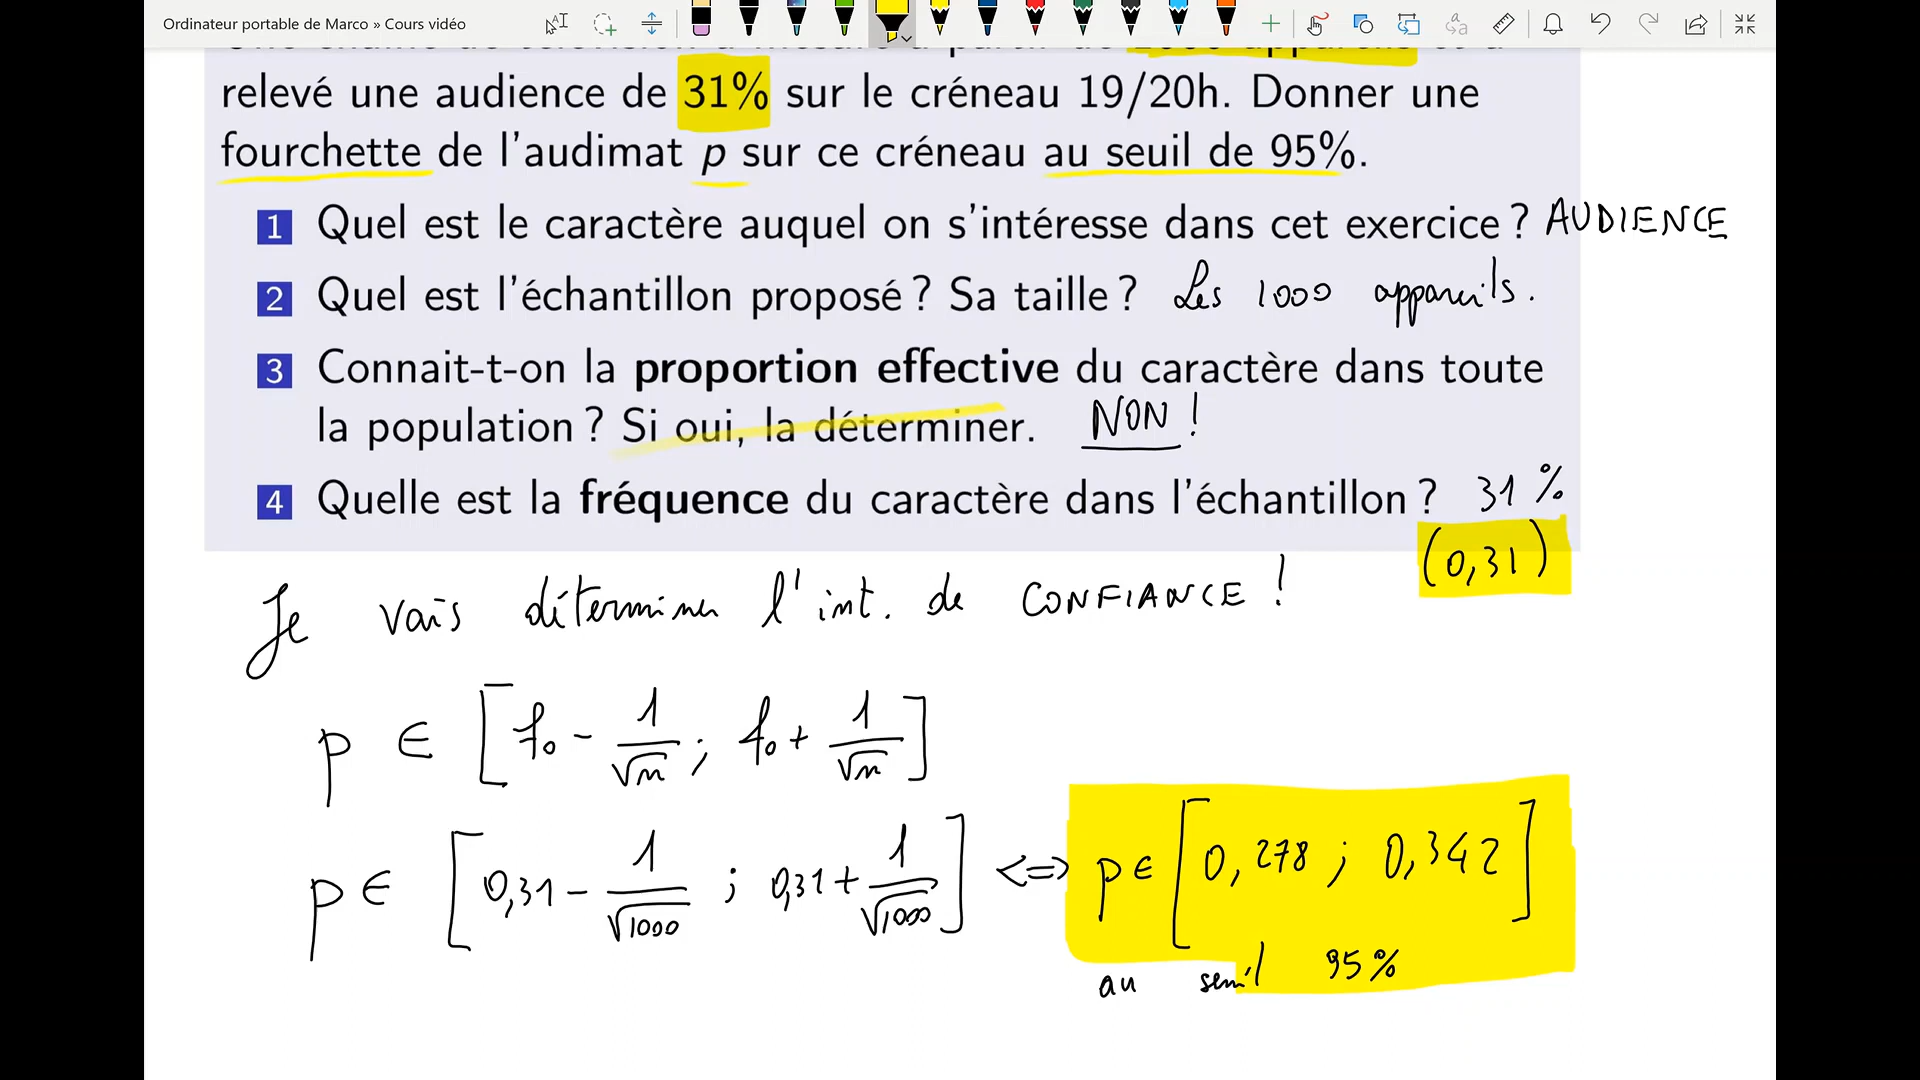 Ordinateur portable de Marco » Cours vidéo
relevé une audience de 31% sur le créneau 19/20h. Donner une
fourchette de l'audimat p sur ce créneau au seuil de 95%.
1 Quel est le caractère auquel on s'intéresse dans cet exercice ? AUDIENCE
2 Quel est l'échantillon proposé ? Sa taille ? Les 1000 appareils.
3 Connait-t-on la proportion effective du caractère dans toute
la population ? Si oui, la déterminer. NON !
4 Quelle est la fréquence du caractère dans l'échantillon ? 31 %
(0,31)
Je vais déterminer l'int. de CONFIANCE !
p ∈ [f₀ - 1/√n ; f₀ + 1/√n]
p ∈ [0,31 - 1/√1000 ; 0,31 + 1/√1000] <=> p ∈ [0,278 ; 0,342]
au seuil 95%